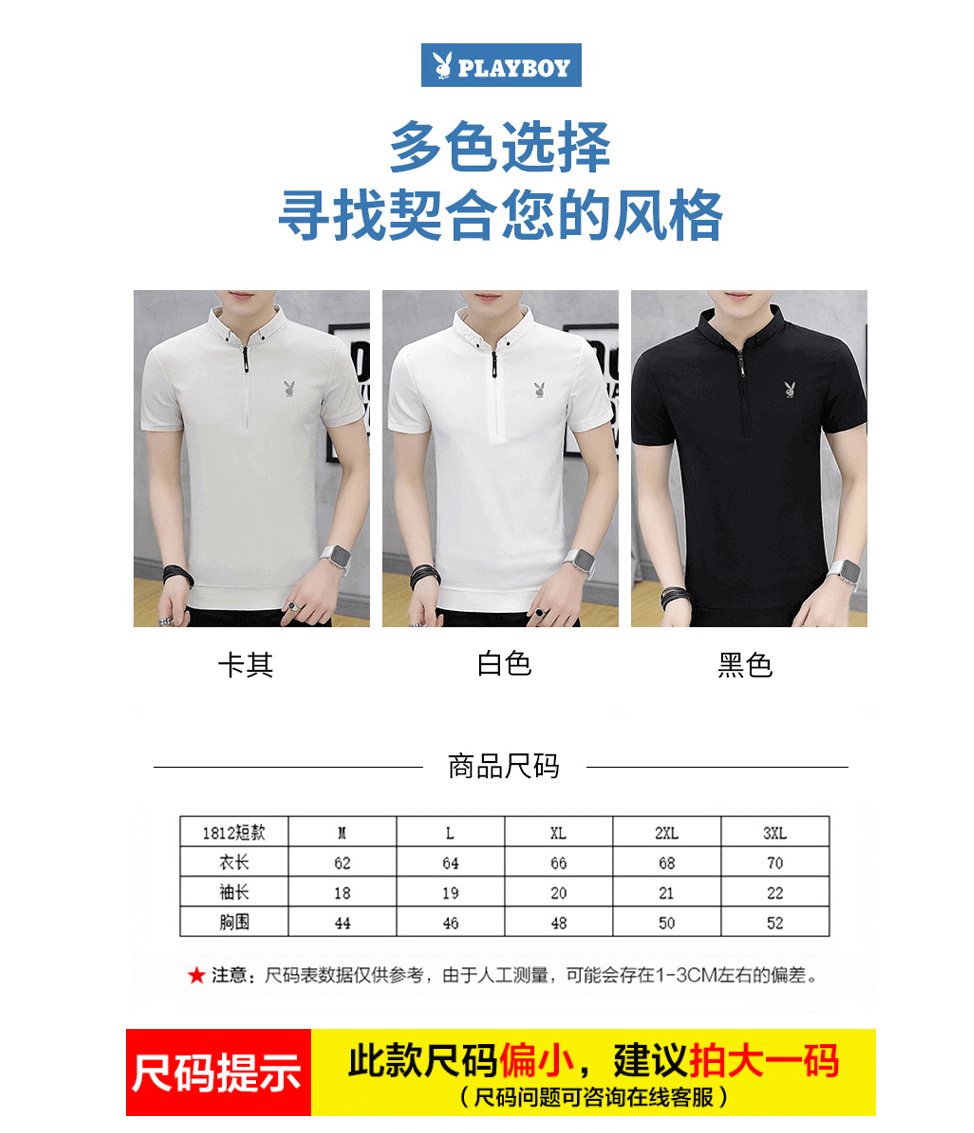 PLAYBOY
多色选择
寻找契合您的风格
卡其 白色 黑色
商品尺码
1812短款 M L XL 2XL 3XL
衣长 62 64 66 68 70
袖长 18 19 20 21 22
胸围 44 46 48 50 52
★ 注意：尺码表数据仅供参考，由于人工测量，可能会存在1-3CM左右的偏差。
尺码提示
此款尺码偏小，建议拍大一码
（尺码问题可咨询在线客服）